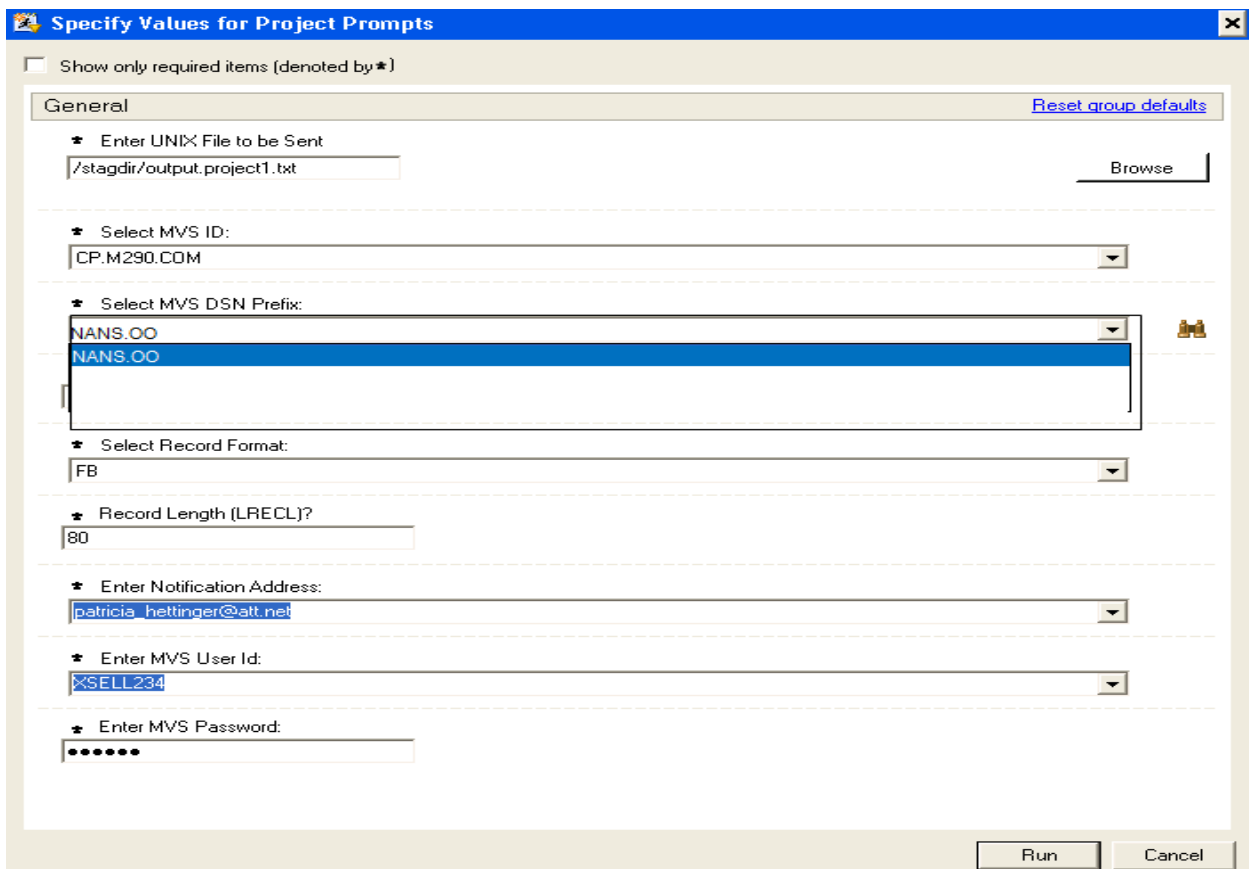 Specify Values for Project Prompts
Show only required items (denoted by*)
General
Reset group defaults
* Enter UNIX File to be Sent
/stagdir/output.project1.txt
Browse
* Select MVS ID:
CP.M290.COM
* Select MVS DSN Prefix:
NANS.OO
NANS.OO
* Select Record Format:
FB
* Record Length (LRECL)?
80
* Enter Notification Address:
patricia_hettinger@att.net
* Enter MVS User Id:
XSELL234
* Enter MVS Password:
••••••
Run
Cancel